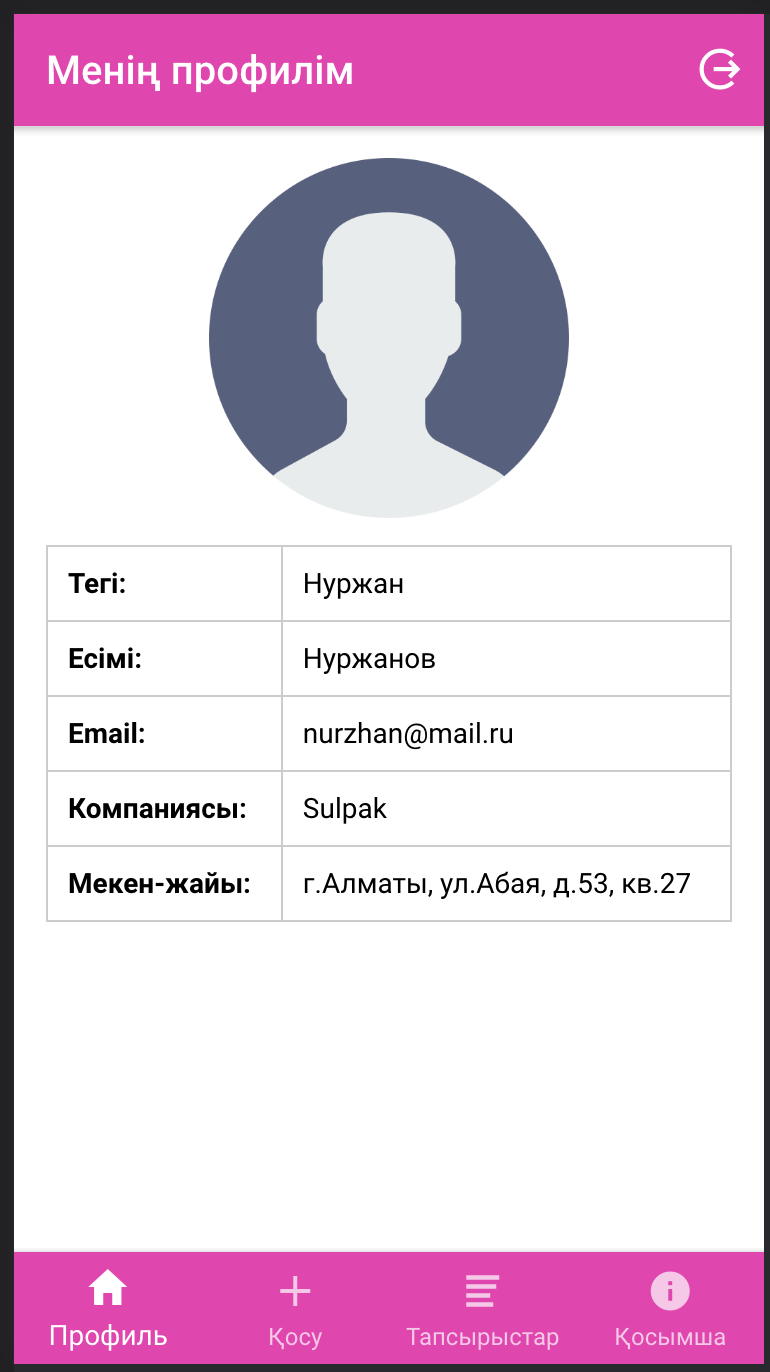 Менің профилім
Тегі: Нуржан
Есімі: Нуржанов
Email: nurzhan@mail.ru
Компаниясы: Sulpak
Мекен-жайы: г.Алматы, ул.Абая, д.53, кв.27
Профиль Қосу Тапсырыстар Қосымша